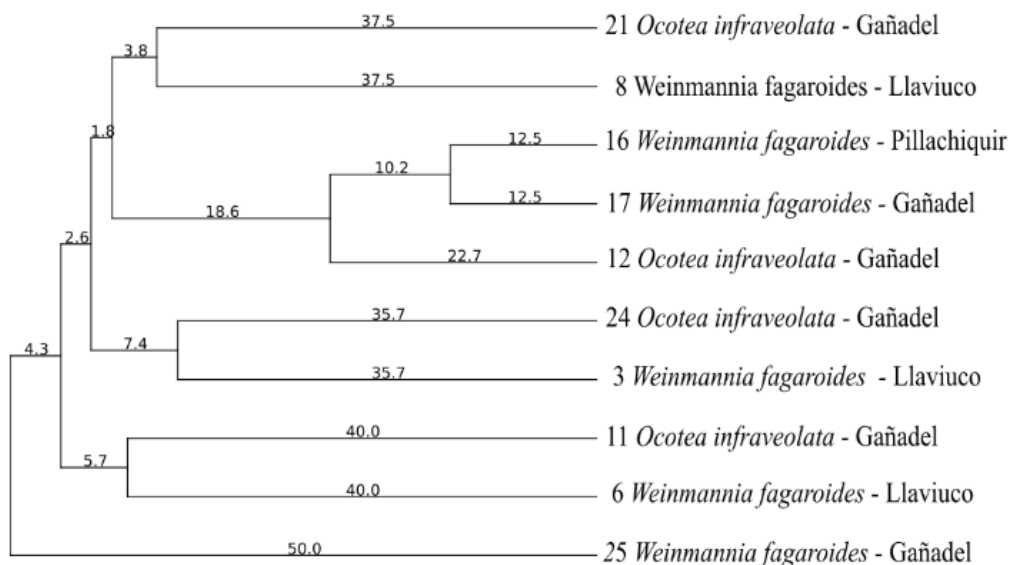 37.5
21 Ocotea infraveolata - Gañadel
3.8
37.5
8 Weinmannia fagaroides - Llaviuco
1.8
12.5
16 Weinmannia fagaroides - Pillachiquir
10.2
12.5
17 Weinmannia fagaroides - Gañadel
18.6
22.7
12 Ocotea infraveolata - Gañadel
2.6
35.7
24 Ocotea infraveolata - Gañadel
7.4
4.3
35.7
3 Weinmannia fagaroides - Llaviuco
40.0
11 Ocotea infraveolata - Gañadel
5.7
40.0
6 Weinmannia fagaroides - Llaviuco
50.0
25 Weinmannia fagaroides - Gañadel